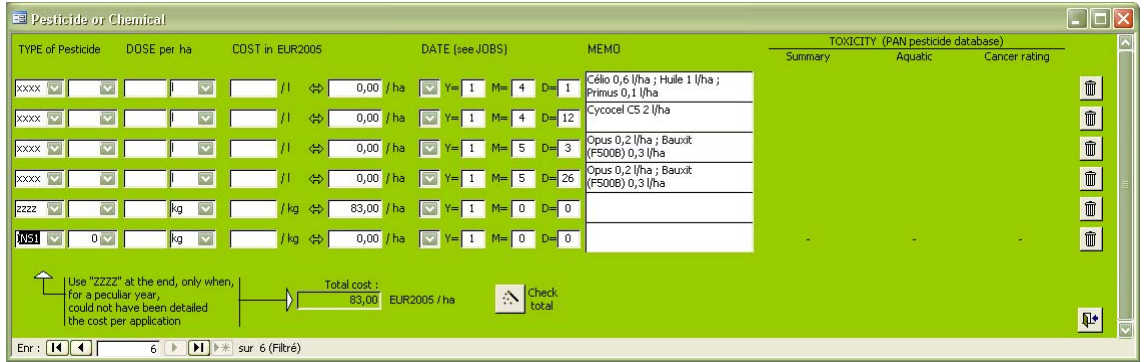 Pesticide or Chemical
TYPE of Pesticide DOSE per ha COST in EUR2005 DATE (see JOBS) MEMO TOXICITY (PAN pesticide database)
Summary Aquatic Cancer rating
xxxx l / l ⇔ 0,00 / ha Y= 1 M= 4 D= 1 Célio 0,6 l/ha ; Huile 1 l/ha ;
Primus 0,1 l/ha
xxxx l / l ⇔ 0,00 / ha Y= 1 M= 4 D= 12 Cycocel C5 2 l/ha
xxxx l / l ⇔ 0,00 / ha Y= 1 M= 5 D= 3 Opus 0,2 l/ha ; Bauxit
(F500B) 0,3 l/ha
xxxx l / l ⇔ 0,00 / ha Y= 1 M= 5 D= 26 Opus 0,2 l/ha ; Bauxit
(F500B) 0,3 l/ha
zzzz kg / kg ⇔ 83,00 / ha Y= 1 M= 0 D= 0
NS1 0 kg / kg ⇔ 0,00 / ha Y= 1 M= 0 D= 0 - - -
Use "ZZZZ" at the end, only when,
for a peculiar year,
could not have been detailed
the cost per application
Total cost :
83,00 EUR2005 / ha
Check
total
Enr : 6 sur 6 (Filtré)